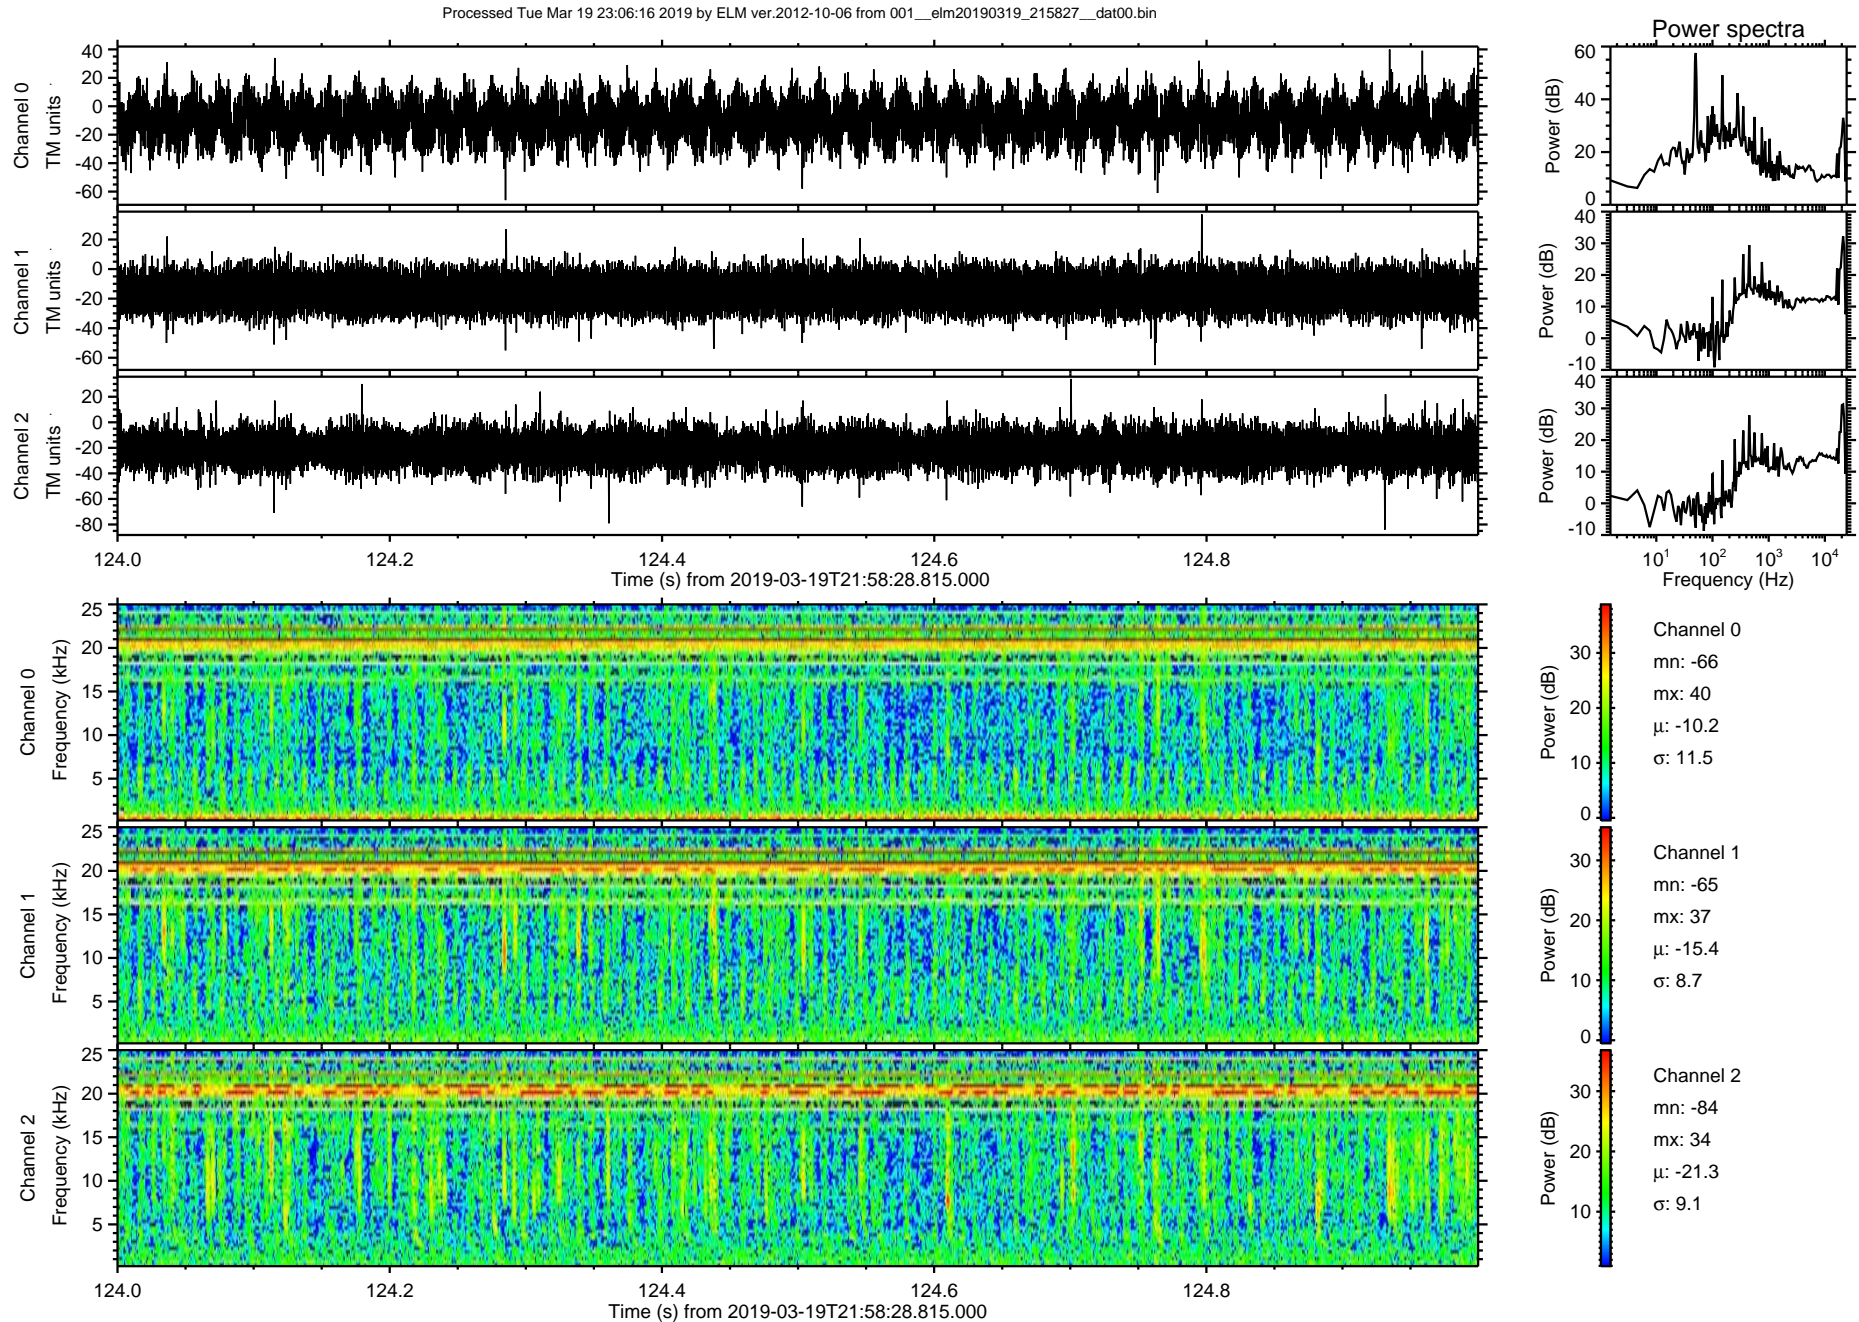 Processed Tue Mar 19 23:06:16 2019 by ELM ver.2012-10-06 from 001__elm20190319_215827__dat00.bin
Power spectra
Channel 0
TM units
40
20
0
-20
-40
-60
Power (dB)
60
40
20
0
Channel 1
TM units
20
0
-20
-40
-60
Power (dB)
40
30
20
10
0
-10
Channel 2
TM units
20
0
-20
-40
-60
-80
Power (dB)
40
30
20
10
0
-10
124.0 124.2 124.4 124.6 124.8
Time (s) from 2019-03-19T21:58:28.815.000
10¹ 10² 10³ 10⁴
Frequency (Hz)
Channel 0
Frequency (kHz)
25
20
15
10
5
Power (dB)
30
20
10
0
Channel 0
mn: -66
mx: 40
µ: -10.2
σ: 11.5
Channel 1
Frequency (kHz)
25
20
15
10
5
Power (dB)
30
20
10
0
Channel 1
mn: -65
mx: 37
µ: -15.4
σ: 8.7
Channel 2
Frequency (kHz)
25
20
15
10
5
Power (dB)
30
20
10
Channel 2
mn: -84
mx: 34
µ: -21.3
σ: 9.1
124.0 124.2 124.4 124.6 124.8
Time (s) from 2019-03-19T21:58:28.815.000